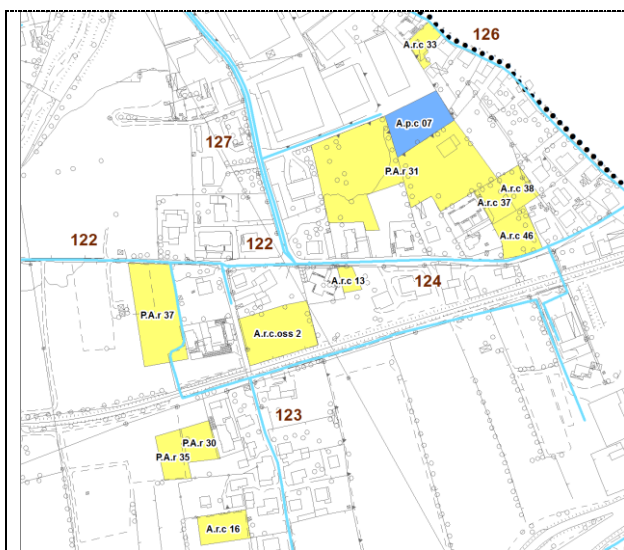 A.r.c 33
126
A.p.c 07
127
P.A.r 31
A.r.c 38
A.r.c 37
122
122
A.r.c 46
A.r.c 13
124
P.A.r 37
A.r.c.oss 2
123
P.A.r 30
P.A.r 35
A.r.c 16